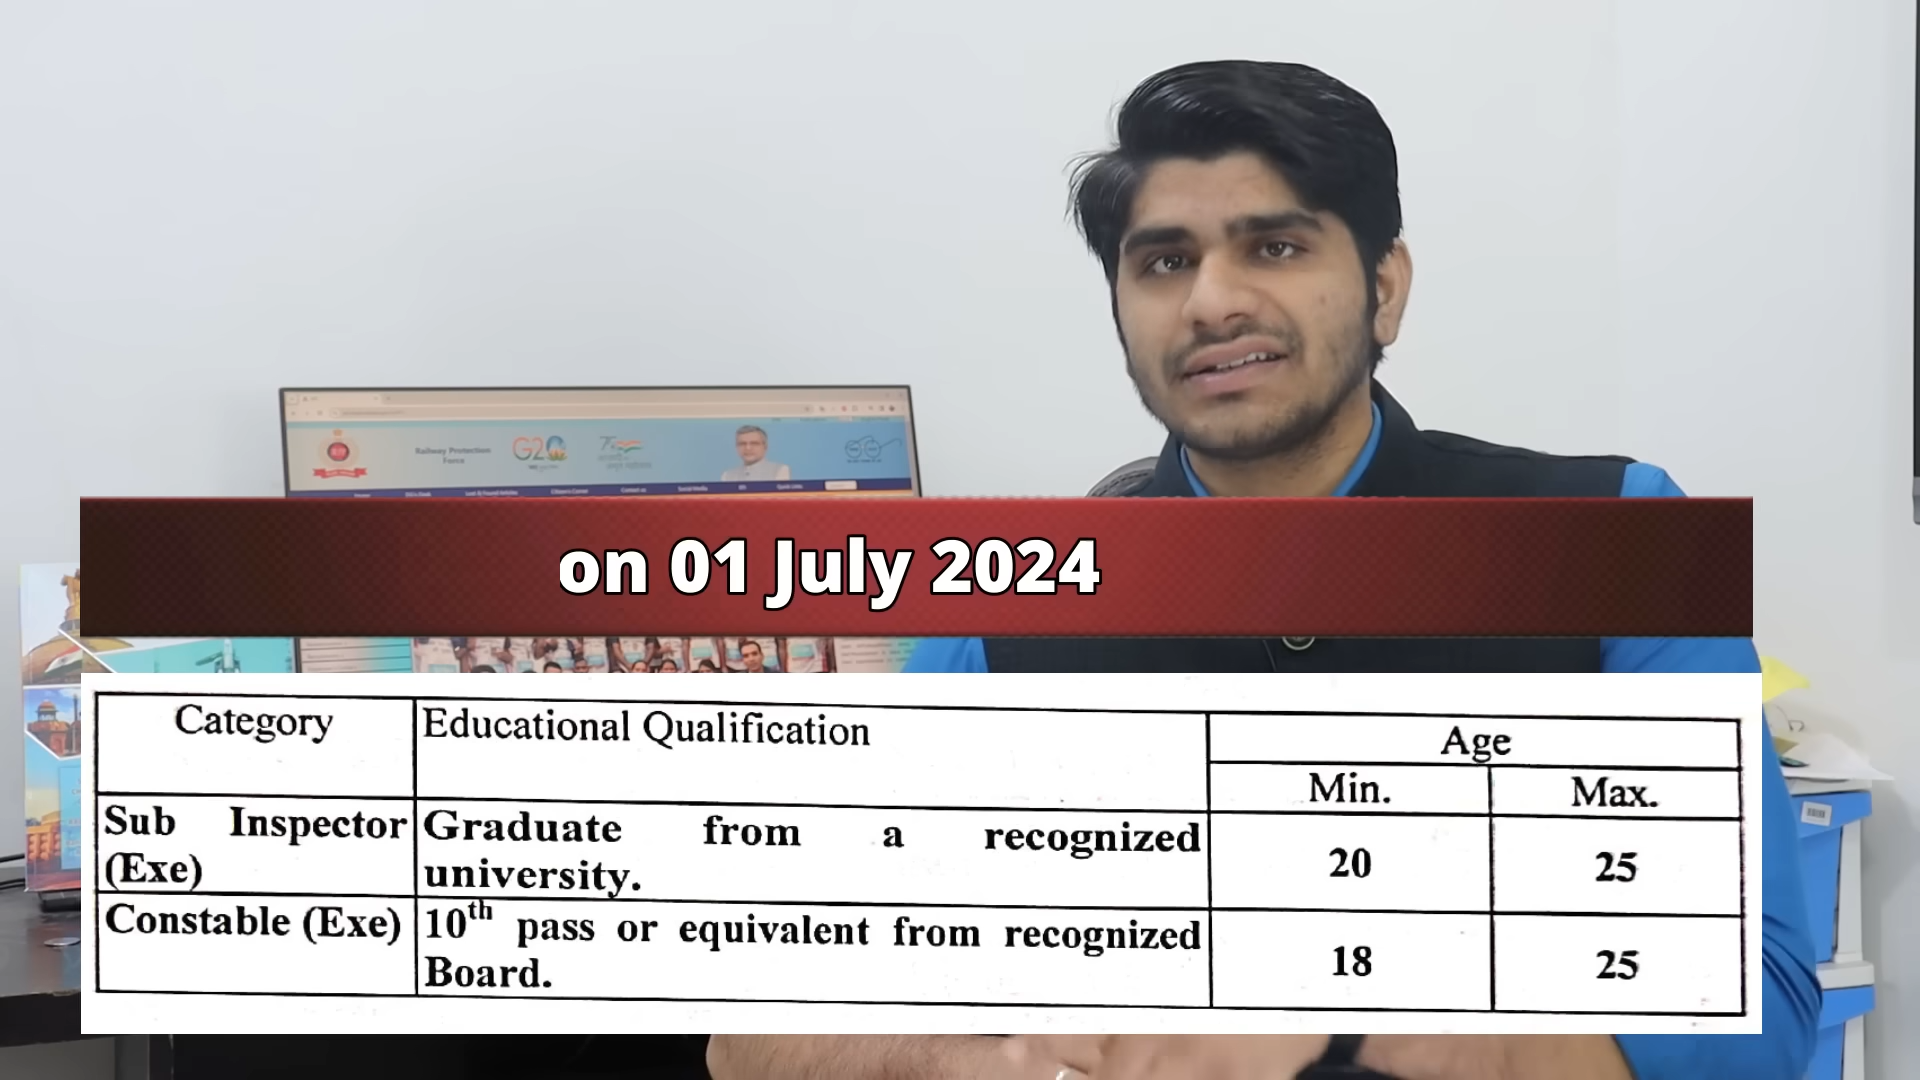 Railway Protection
Force
G20
on 01 July 2024
Category
Educational Qualification
Age
Min.
Max.
Sub Inspector
(Exe)
Graduate from a recognized
university.
20
25
Constable (Exe)
10th pass or equivalent from recognized
Board.
18
25